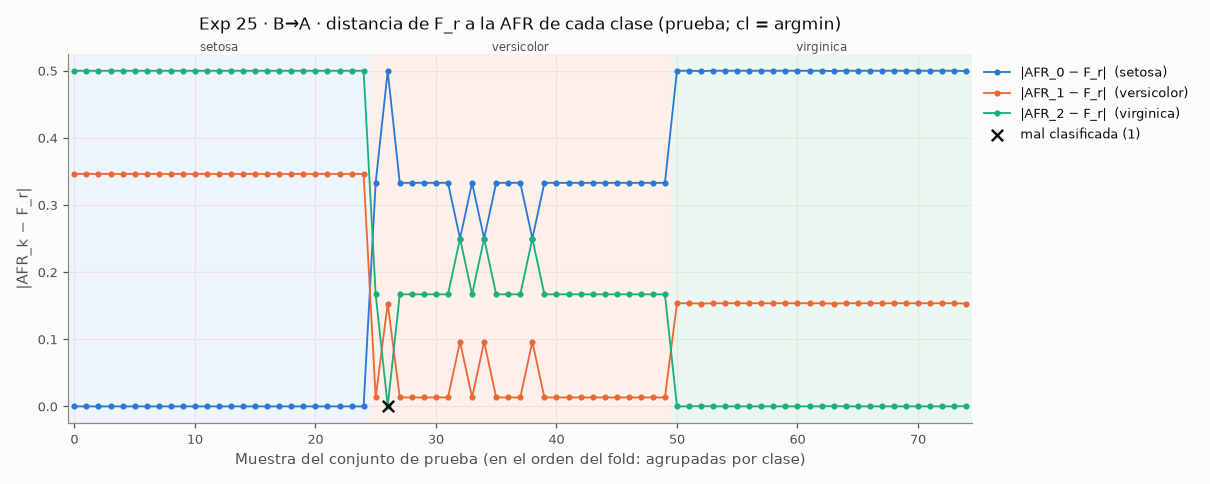 Exp 25 · B→A · distancia de F_r a la AFR de cada clase (prueba; cl = argmin)
setosa
versicolor
virginica
|AFR_k − F_r|
0.5
0.4
0.3
0.2
0.1
0.0
0
10
20
30
40
50
60
70
Muestra del conjunto de prueba (en el orden del fold: agrupadas por clase)
|AFR_0 − F_r| (setosa)
|AFR_1 − F_r| (versicolor)
|AFR_2 − F_r| (virginica)
mal clasificada (1)